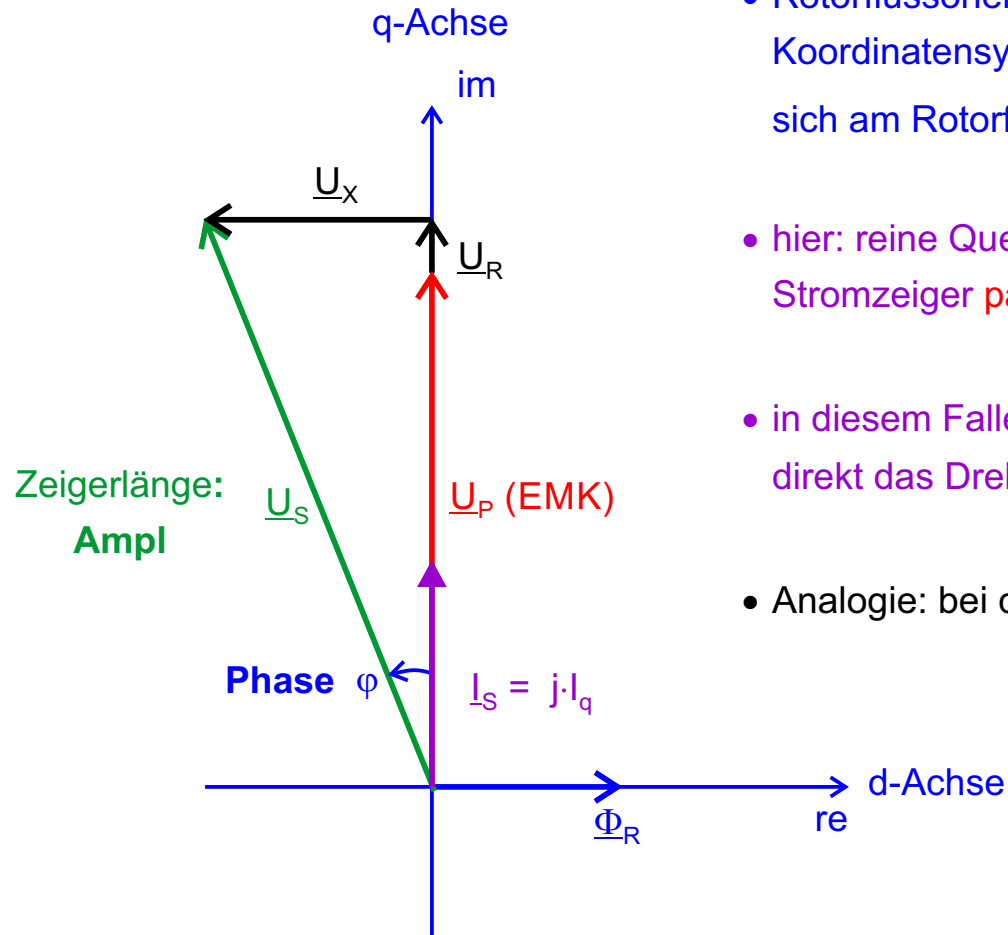 q-Achse
im
U_X
U_R
Zeigerlänge:
Ampl
U_S
U_P (EMK)
Phase φ
I_S = j·I_q
d-Achse
re
Φ_R
Koordinatensy
sich am Rotorf
• hier: reine Que
Stromzeiger pa
• in diesem Falle
direkt das Dreh
• Analogie: bei d